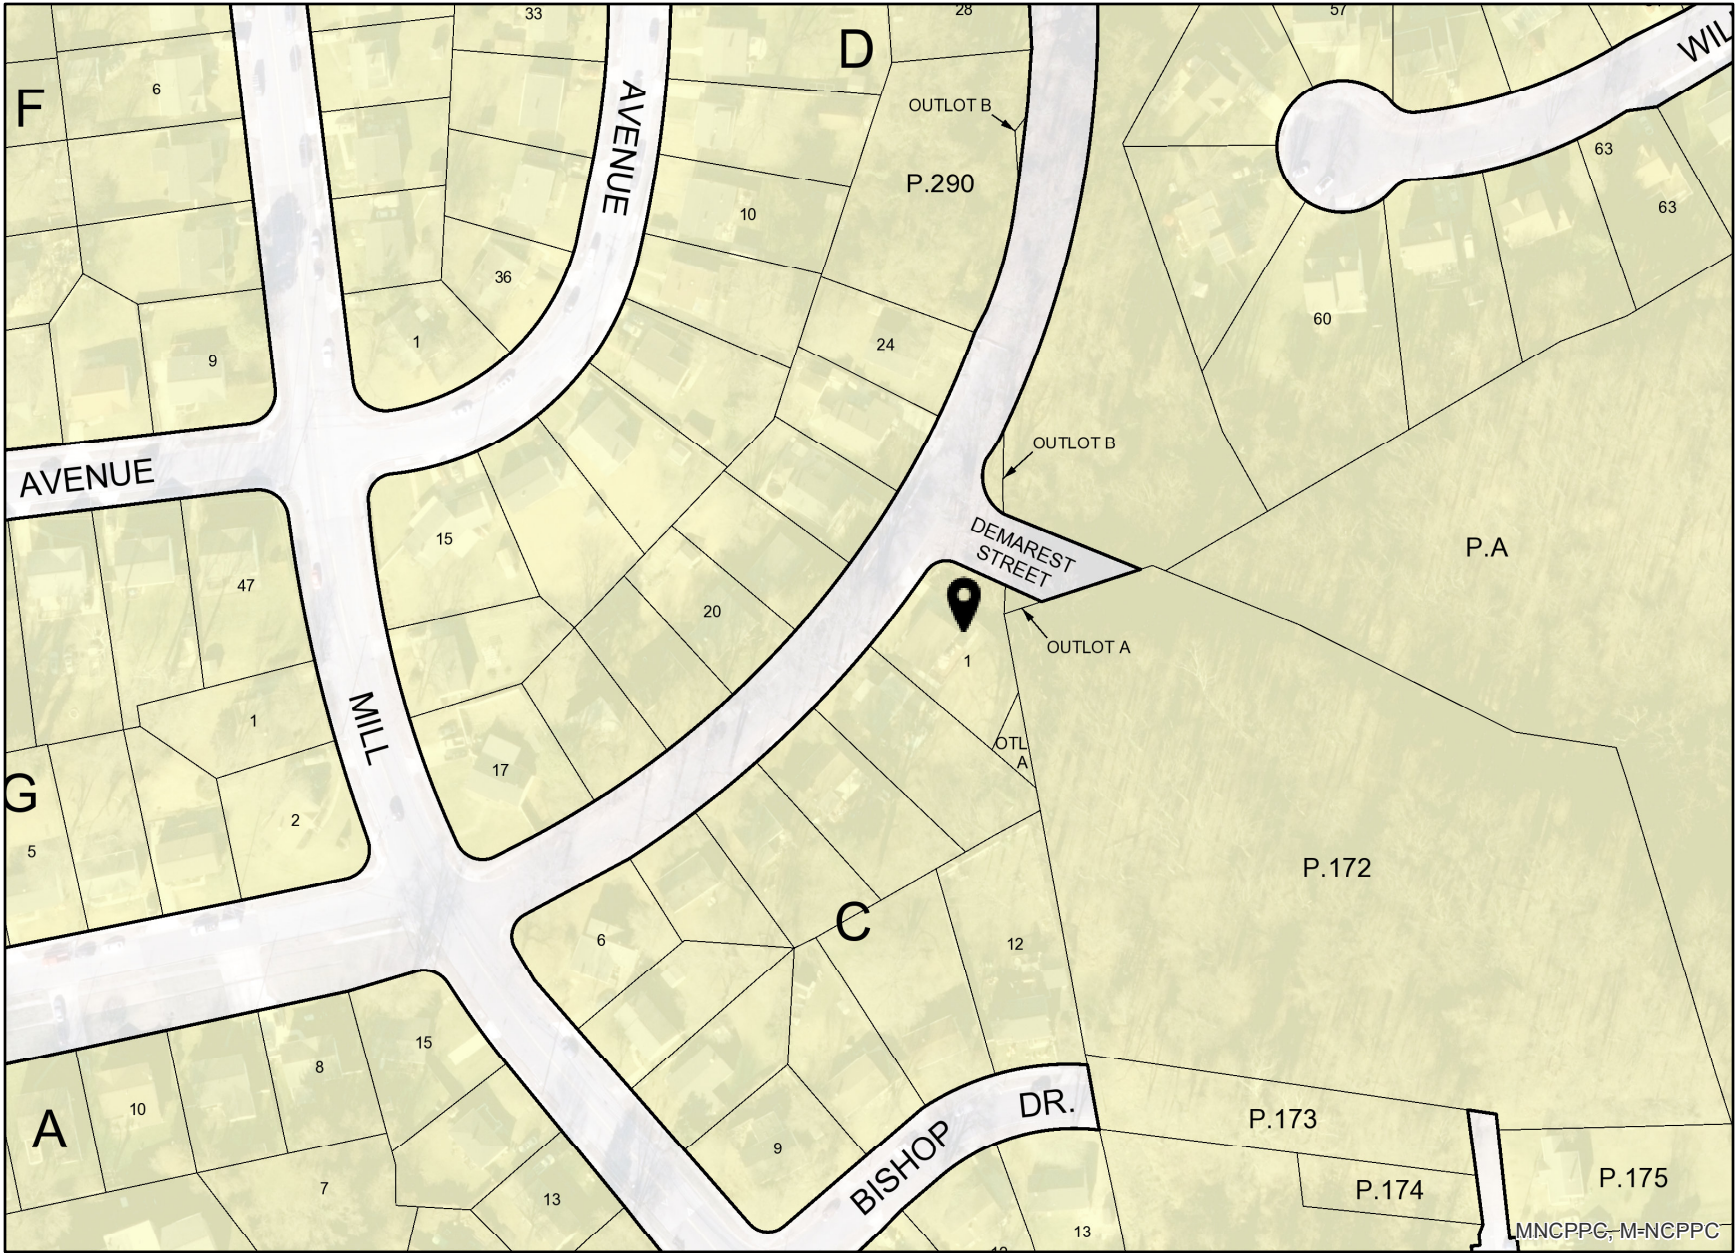 33
28
57
WIL
D
6
F
AVENUE
OUTLOT B
63
P.290
63
10
36
60
1
24
9
OUTLOT B
AVENUE
DEMAREST
STREET
15
P.A
47
20
OUTLOT A
1
1
MILL
OTL
A
17
G
2
5
P.172
C
6
12
15
8
10
A
DR.
P.173
9
BISHOP
P.175
7
13
P.174
13
MNCPPC, M-NCPPC